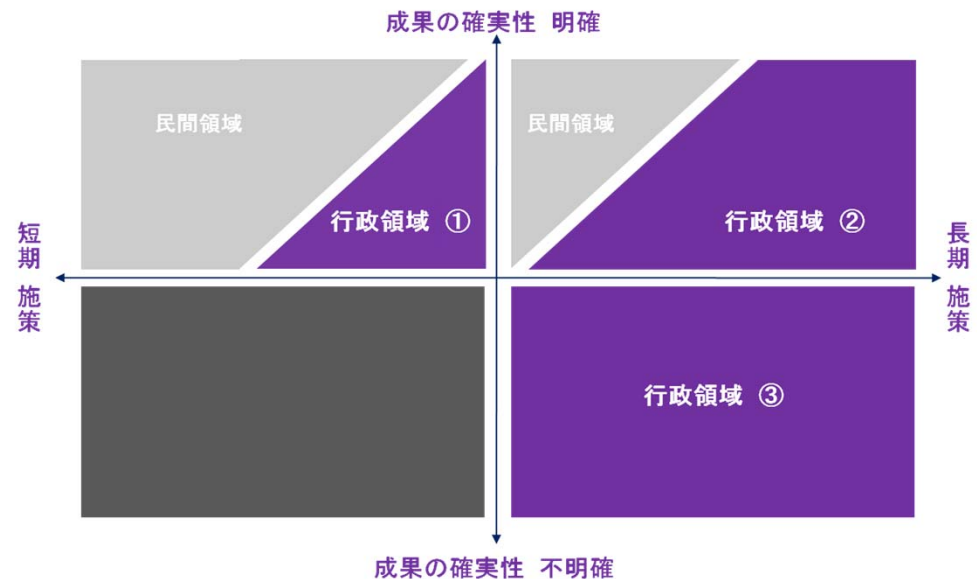 成果の確実性 明確
民間領域
民間領域
行政領域 ①
行政領域 ②
短期 施策
長期 施策
行政領域 ③
成果の確実性 不明確